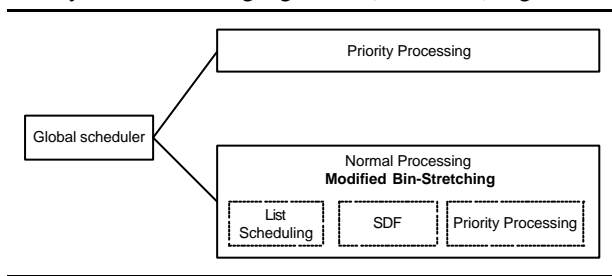 Priority Processing
Global scheduler
Normal Processing
Modified Bin-Stretching
List
Scheduling
SDF
Priority Processing